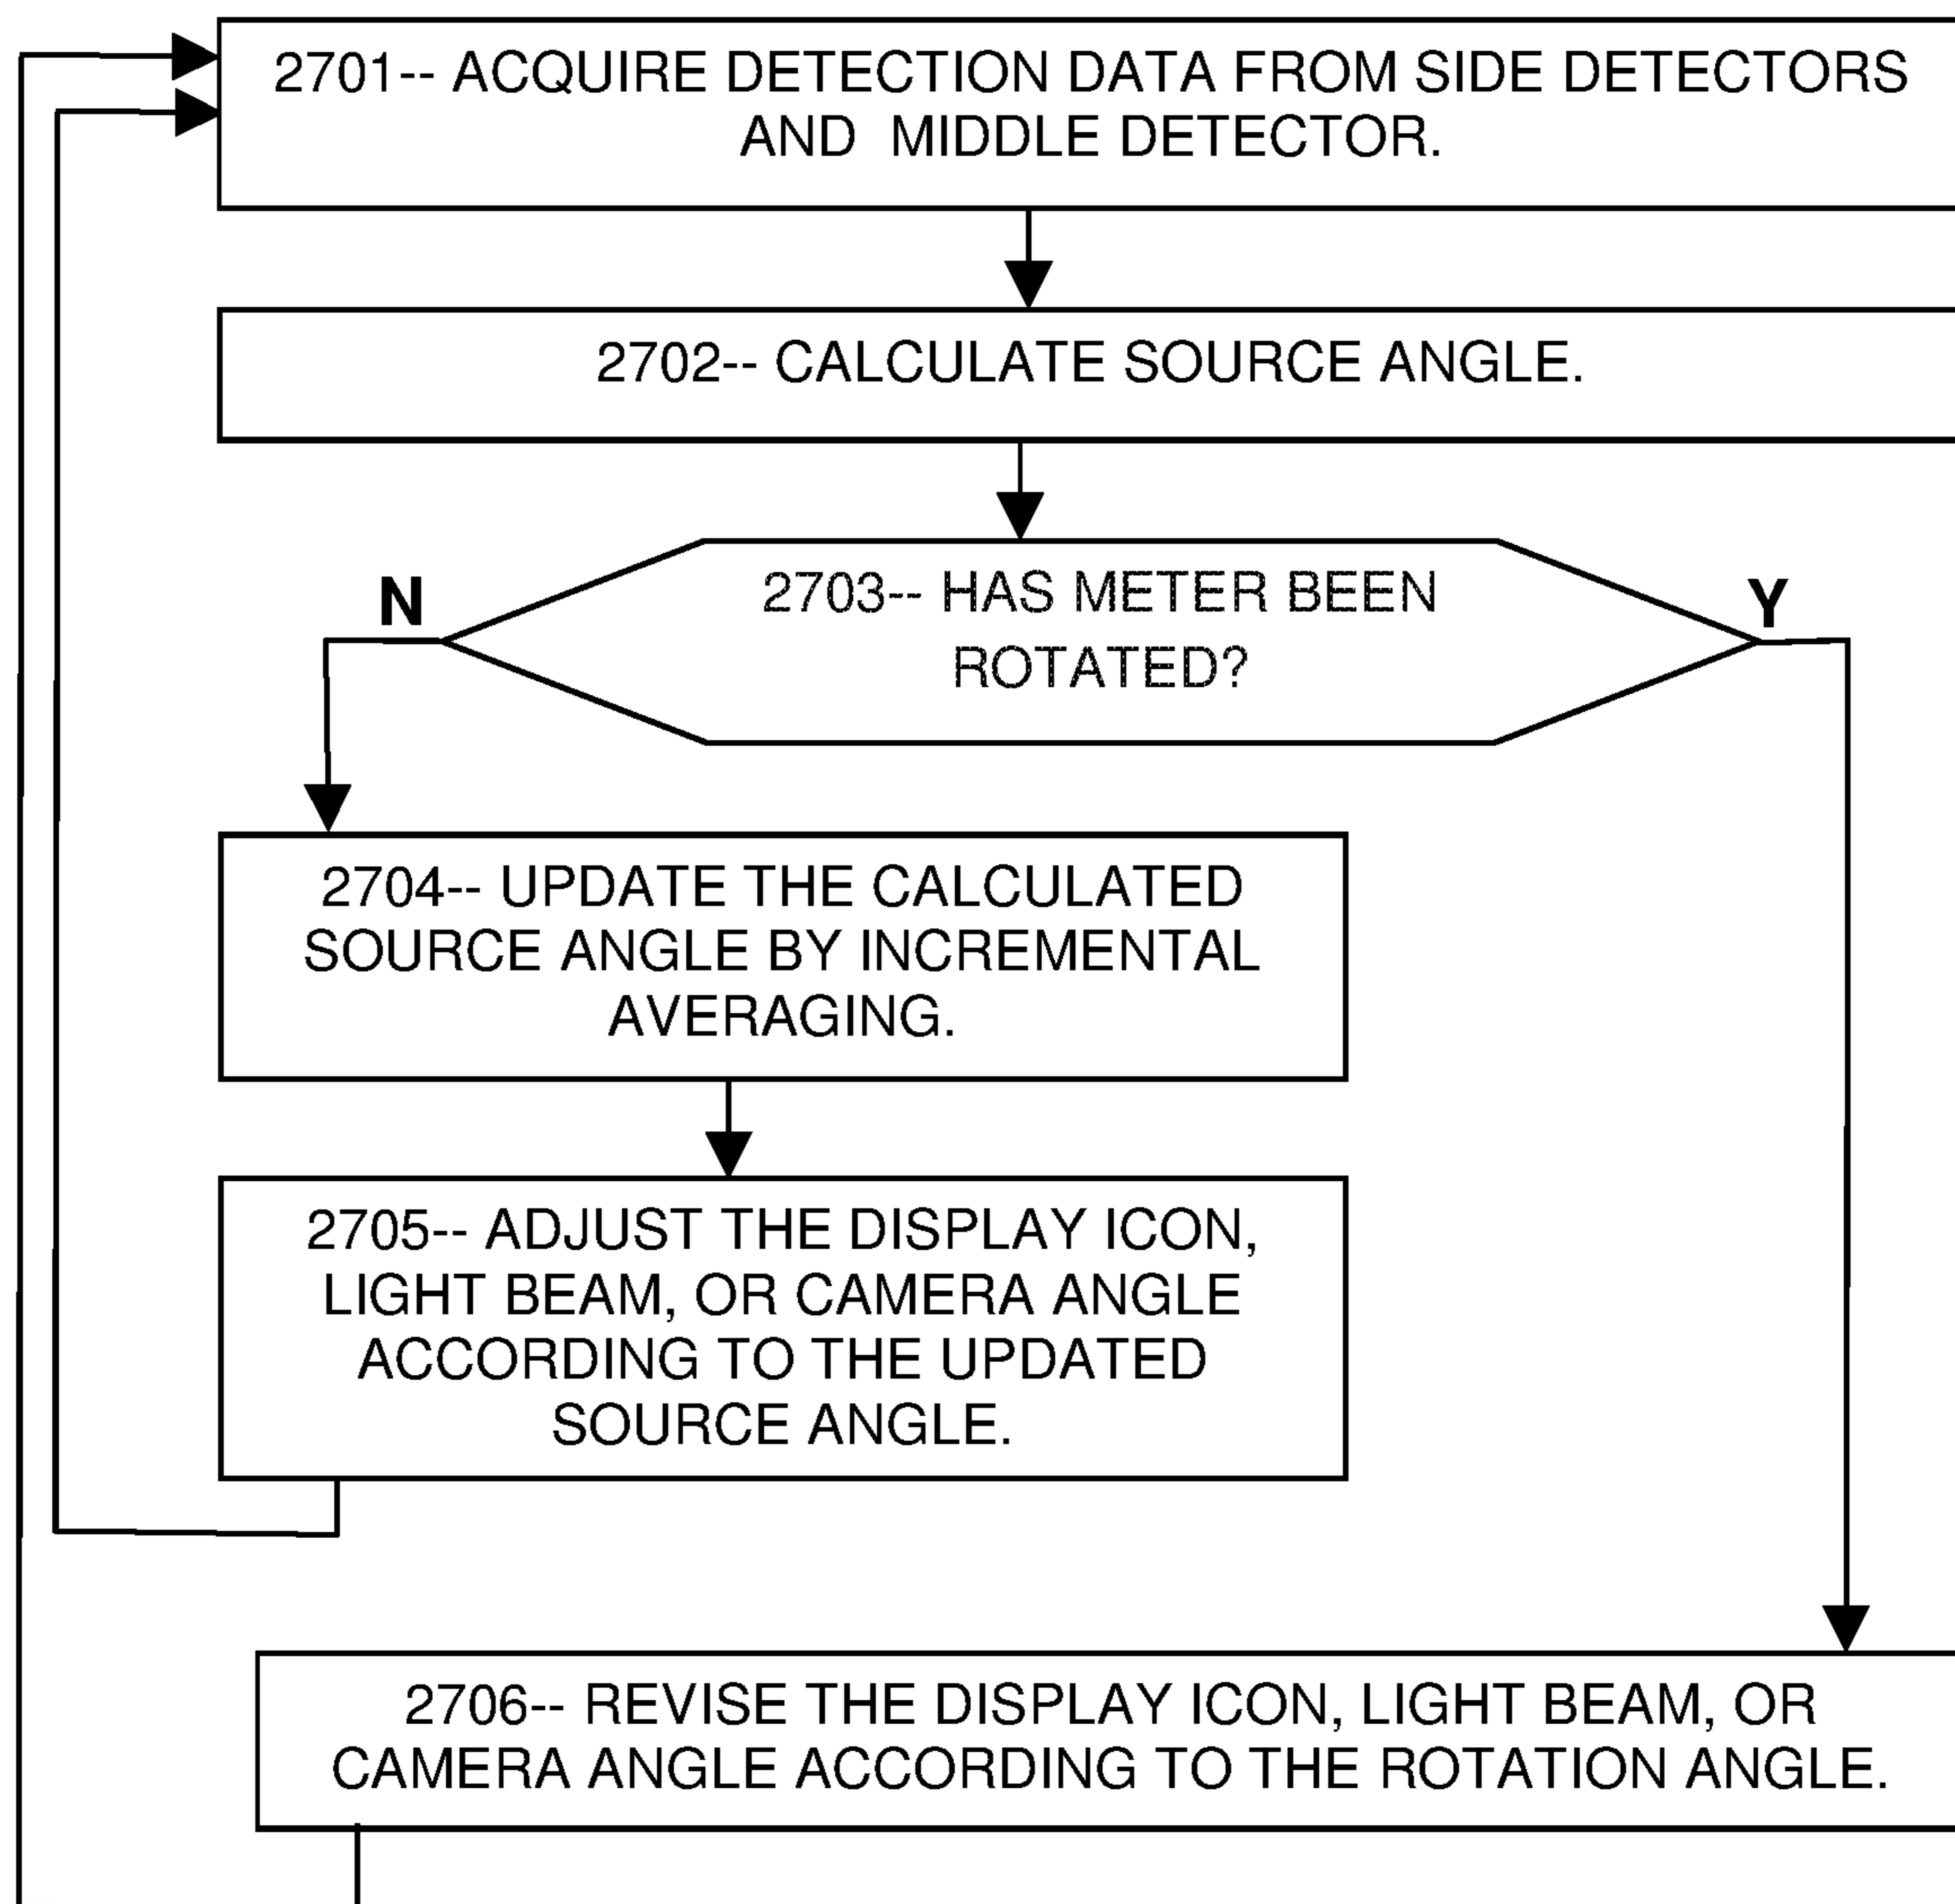 2701-- ACQUIRE DETECTION DATA FROM SIDE DETECTORS
AND MIDDLE DETECTOR.
2702-- CALCULATE SOURCE ANGLE.
2703-- HAS METER BEEN
ROTATED?
N
Y
2704-- UPDATE THE CALCULATED
SOURCE ANGLE BY INCREMENTAL
AVERAGING.
2705-- ADJUST THE DISPLAY ICON,
LIGHT BEAM, OR CAMERA ANGLE
ACCORDING TO THE UPDATED
SOURCE ANGLE.
2706-- REVISE THE DISPLAY ICON, LIGHT BEAM, OR
CAMERA ANGLE ACCORDING TO THE ROTATION ANGLE.